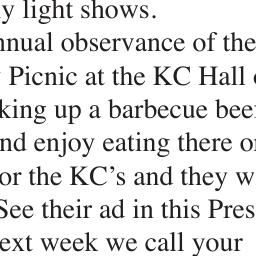 y light shows.
nnual observance of the
Picnic at the KC Hall
king up a barbecue beef
nd enjoy eating there o
or the KC's and they w
See their ad in this Pres
ext week we call your